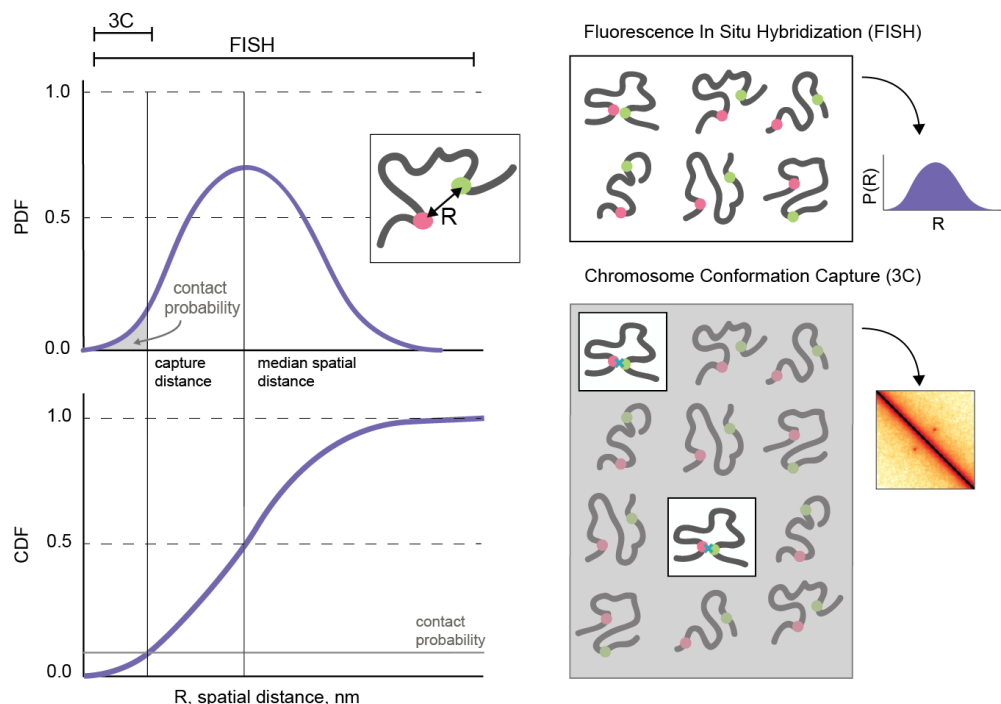 3C
FISH
1.0
0.5
0.0
PDF
contact
probability
R
capture
distance
median spatial
distance
1.0
0.5
0.0
CDF
contact
probability
R, spatial distance, nm
Fluorescence In Situ Hybridization (FISH)
P(R)
R
Chromosome Conformation Capture (3C)